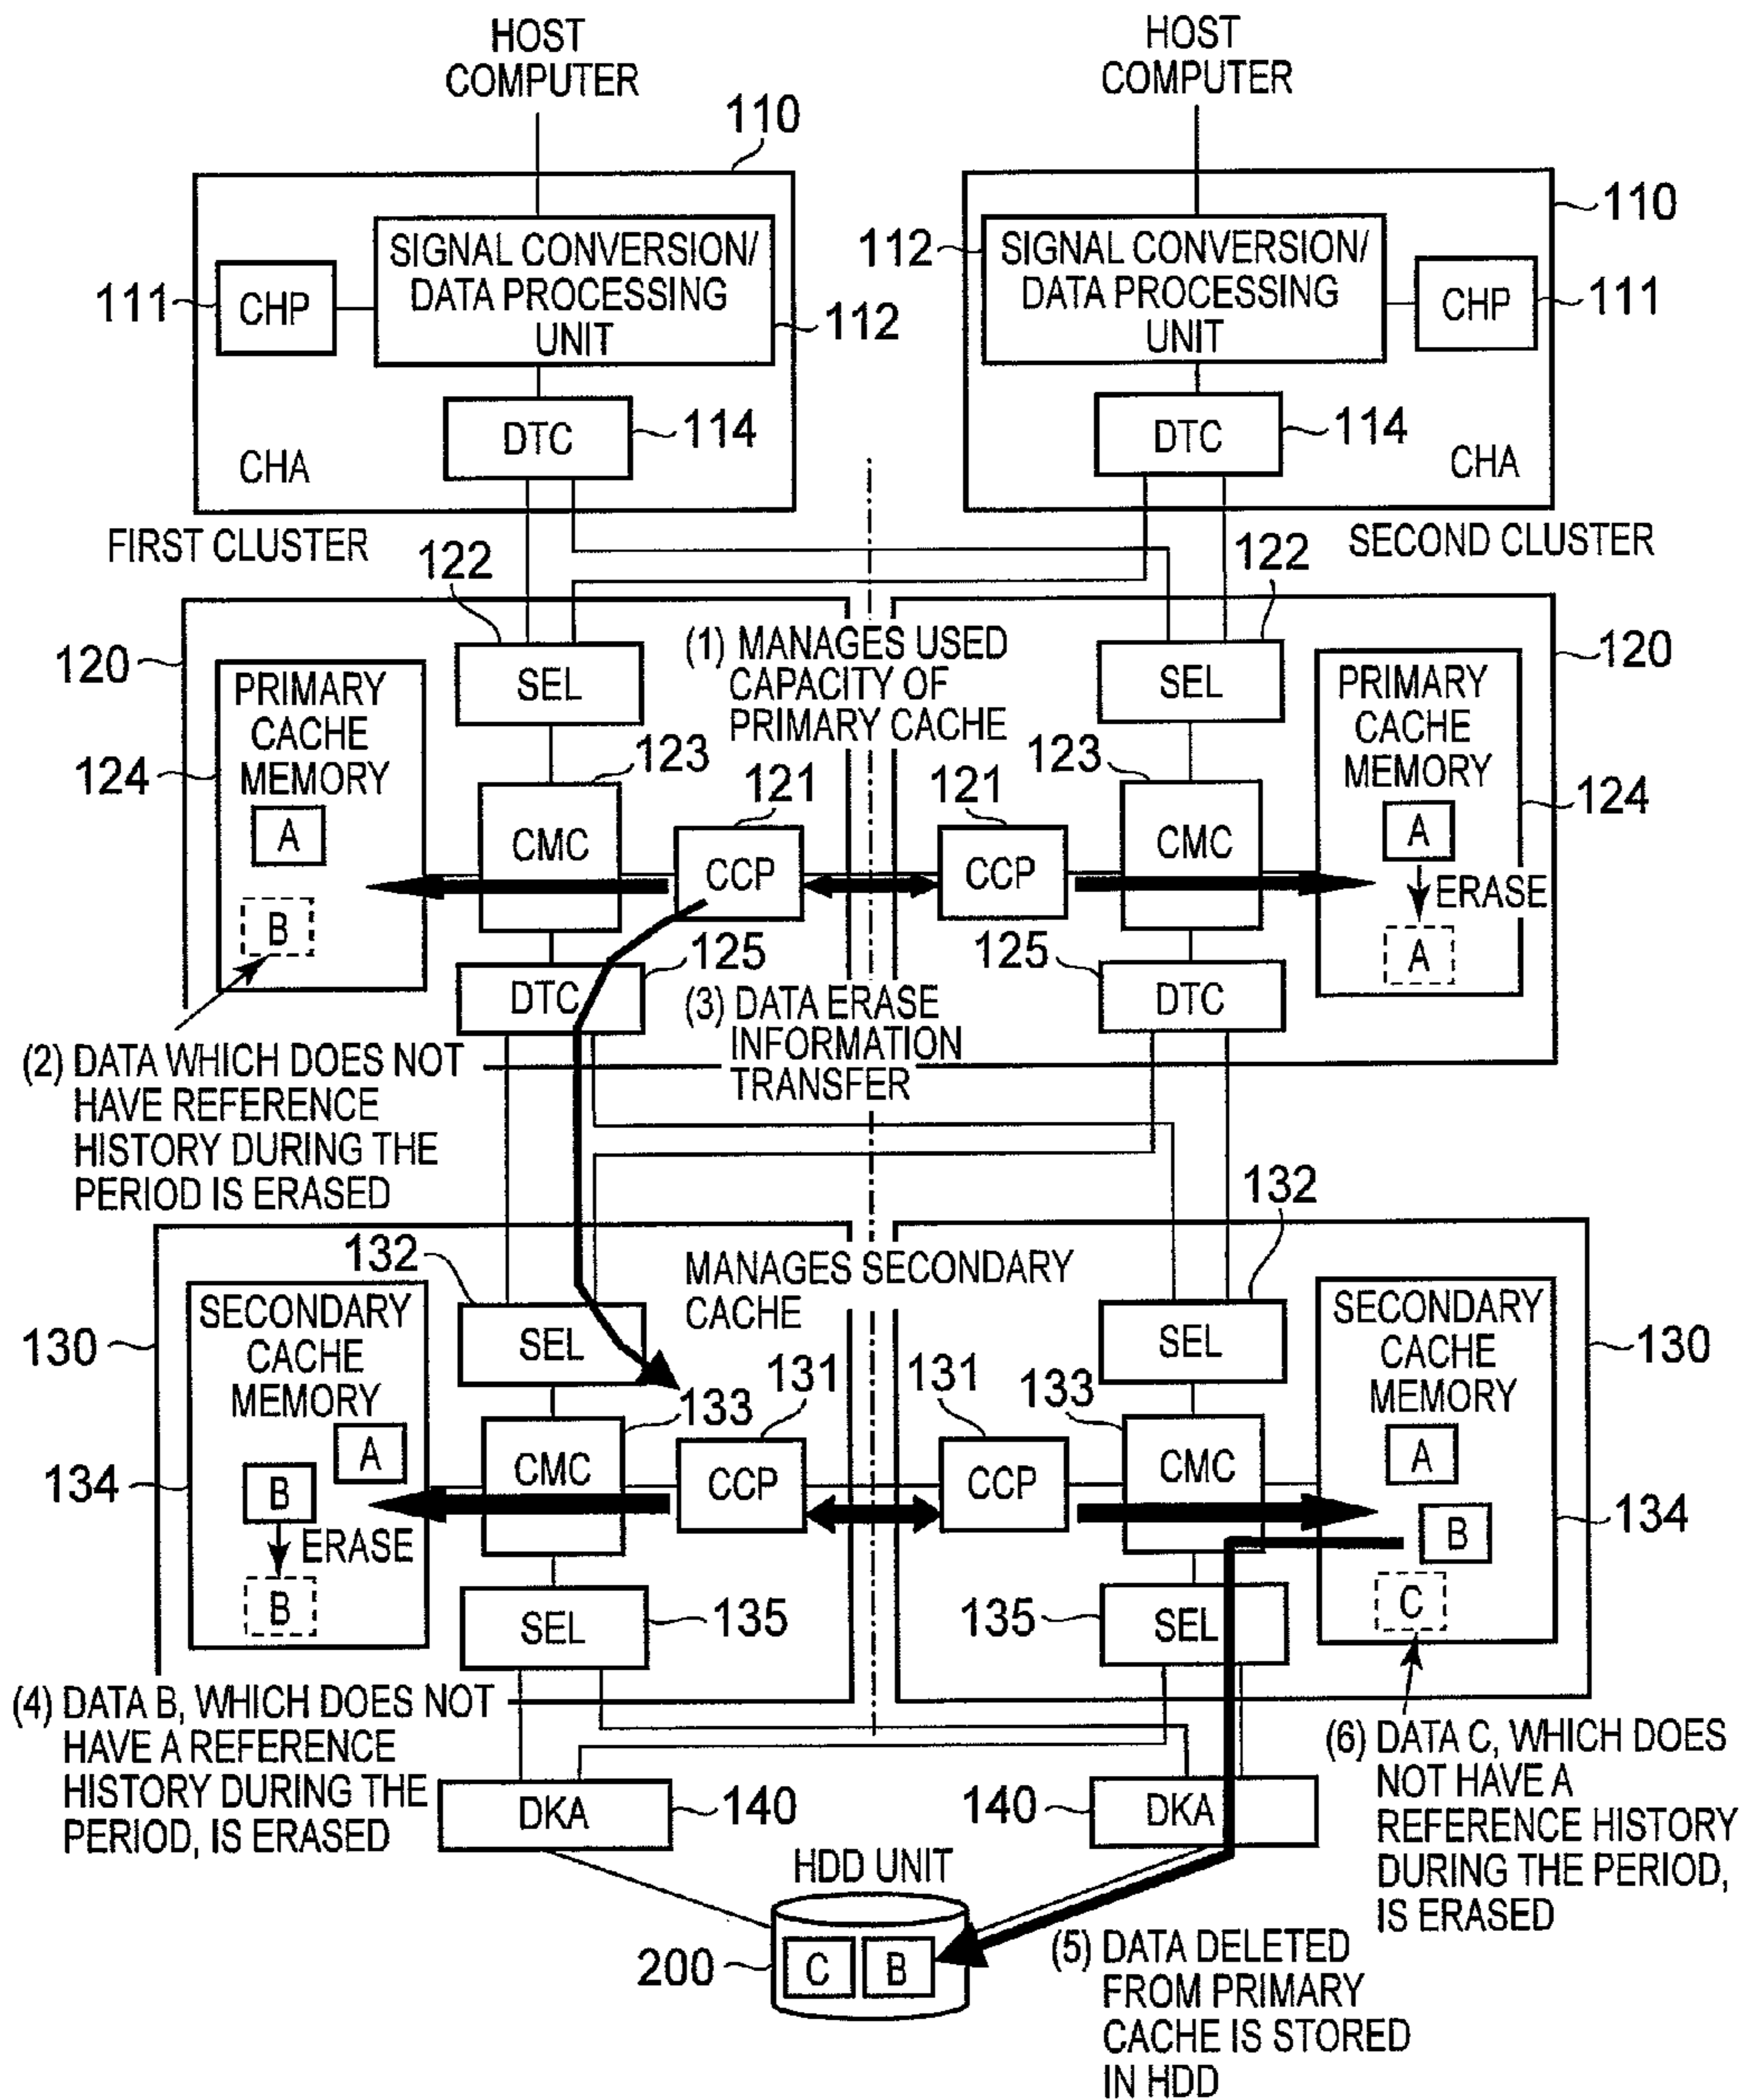 HOST
COMPUTER
HOST
COMPUTER
110
110
SIGNAL CONVERSION/
DATA PROCESSING
UNIT
111
CHP
112
112
SIGNAL CONVERSION/
DATA PROCESSING
UNIT
CHP
111
DTC
114
CHA
DTC
114
CHA
FIRST CLUSTER
SECOND CLUSTER
122
122
120
120
SEL
SEL
(1) MANAGES USED
CAPACITY OF
PRIMARY CACHE
PRIMARY
CACHE
MEMORY
124
A
B
PRIMARY
CACHE
MEMORY
124
A
ERASE
A
123
CMC
121
CCP
121
CCP
123
CMC
125
DTC
125
DTC
(3) DATA ERASE
INFORMATION
TRANSFER
(2) DATA WHICH DOES NOT
HAVE REFERENCE
HISTORY DURING THE
PERIOD IS ERASED
132
132
MANAGES SECONDARY
CACHE
130
130
SECONDARY
CACHE
MEMORY
134
A
B
ERASE
B
SECONDARY
CACHE
MEMORY
134
A
B
C
SEL
SEL
133
CMC
131
CCP
131
CCP
133
CMC
SEL
135
135
SEL
(4) DATA B, WHICH DOES NOT
HAVE A REFERENCE
HISTORY DURING THE
PERIOD, IS ERASED
(6) DATA C, WHICH DOES
NOT HAVE A
REFERENCE HISTORY
DURING THE PERIOD,
IS ERASED
DKA
140
140
DKA
HDD UNIT
200
C
B
(5) DATA DELETED
FROM PRIMARY
CACHE IS STORED
IN HDD